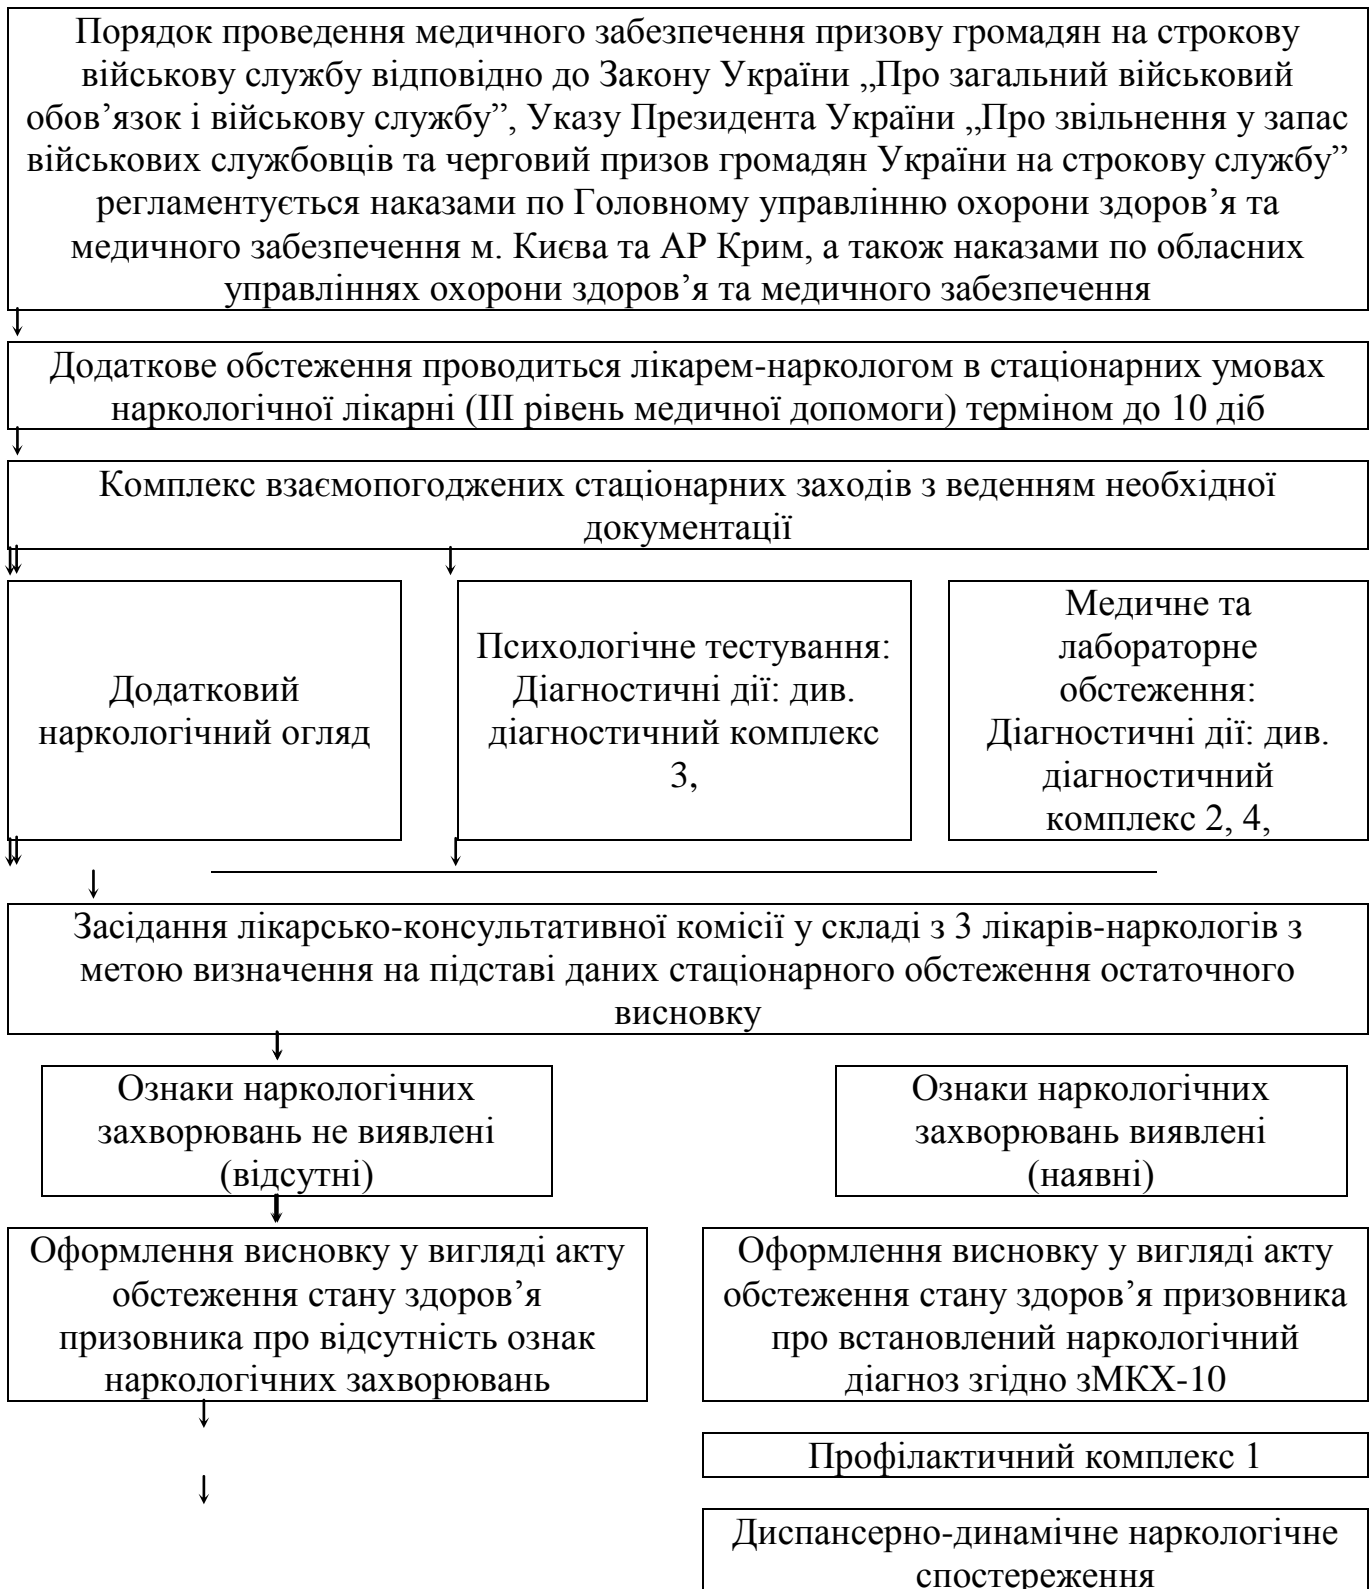 Порядок проведення медичного забезпечення призову громадян на строкову
військову службу відповідно до Закону України „Про загальний військовий
обов’язок і військову службу”, Указу Президента України „Про звільнення у запас
військових службовців та черговий призов громадян України на строкову службу”
регламентується наказами по Головному управлінню охорони здоров’я та
медичного забезпечення м. Києва та АР Крим, а також наказами по обласних
управліннях охорони здоров’я та медичного забезпечення
Додаткове обстеження проводиться лікарем-наркологом в стаціонарних умовах
наркологічної лікарні (ІІІ рівень медичної допомоги) терміном до 10 діб
Комплекс взаємопогоджених стаціонарних заходів з веденням необхідної
документації
Додатковий
наркологічний огляд
Психологічне тестування:
Діагностичні дії: див.
діагностичний комплекс
3,
Медичне та
лабораторне
обстеження:
Діагностичні дії: див.
діагностичний
комплекс 2, 4,
Засідання лікарсько-консультативної комісії у складі з 3 лікарів-наркологів з
метою визначення на підставі даних стаціонарного обстеження остаточного
висновку
Ознаки наркологічних
захворювань не виявлені
(відсутні)
Ознаки наркологічних
захворювань виявлені
(наявні)
Оформлення висновку у вигляді акту
обстеження стану здоров’я
призовника про відсутність ознак
наркологічних захворювань
Оформлення висновку у вигляді акту
обстеження стану здоров’я призовника
про встановлений наркологічний
діагноз згідно зМКХ-10
Профілактичний комплекс 1
Диспансерно-динамічне наркологічне
спостереження